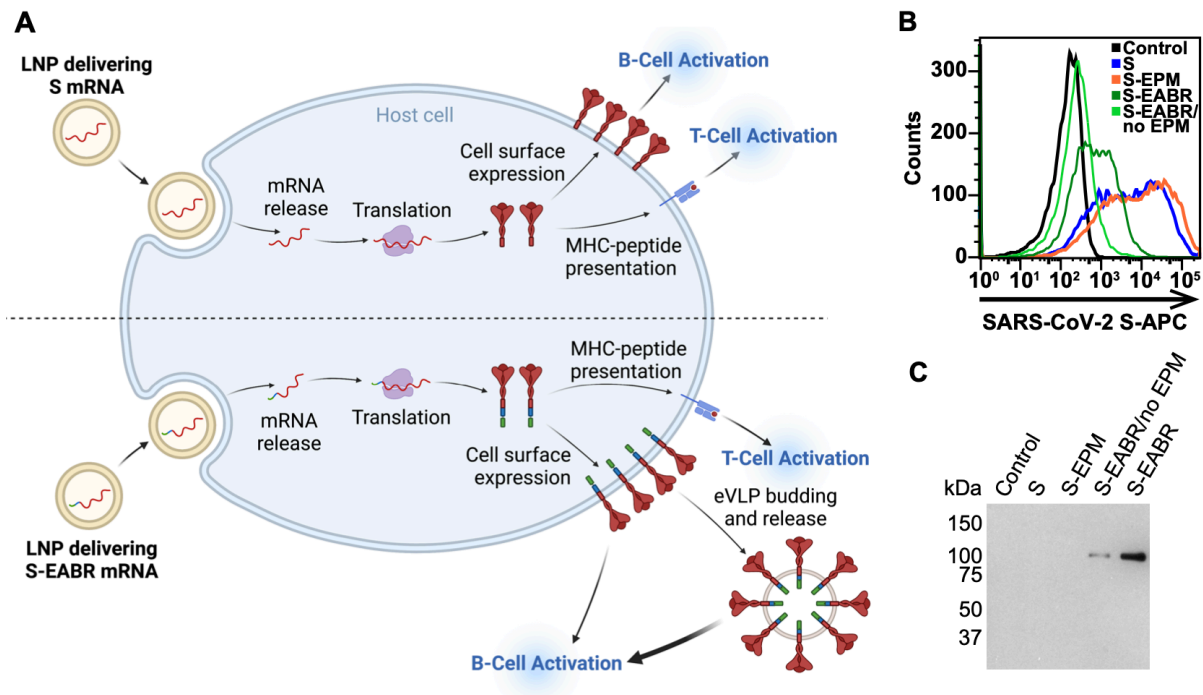 A
LNP delivering
S mRNA
Host cell
mRNA
release
Translation
Cell surface
expression
MHC-peptide
presentation
B-Cell Activation
T-Cell Activation
LNP delivering
S-EABR mRNA
mRNA
release
Translation
MHC-peptide
presentation
Cell surface
expression
T-Cell Activation
eVLP budding
and release
B-Cell Activation
B
Counts
300
200
100
0
Control
S
S-EPM
S-EABR
S-EABR/
no EPM
10⁰ 10¹ 10² 10³ 10⁴ 10⁵
SARS-CoV-2 S-APC
C
kDa
Control
S
S-EPM
S-EABR/no EPM
S-EABR
150
100
75
50
37